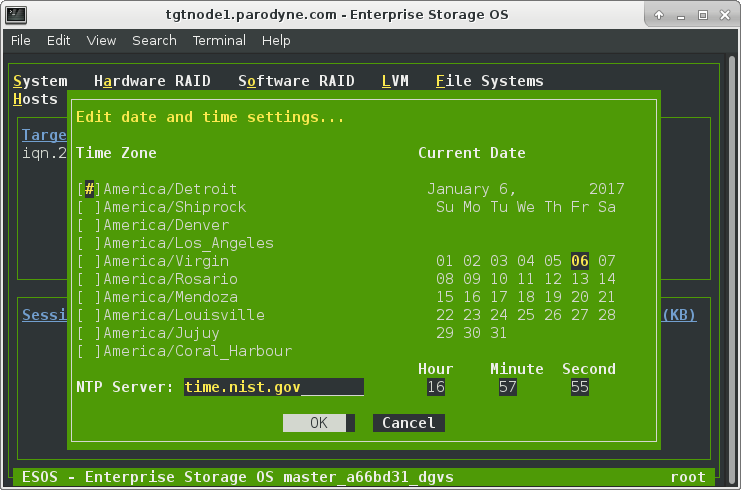 tgtnode1.parodyne.com - Enterprise Storage OS
File Edit View Search Terminal Help
System Hardware RAID Software RAID LVM File Systems
Hosts
Edit date and time settings...
Targe
iqn.2
Time Zone Current Date
[#]America/Detroit January 6, 2017
[ ]America/Shiprock Su Mo Tu We Th Fr Sa
[ ]America/Denver
[ ]America/Los_Angeles
[ ]America/Virgin 01 02 03 04 05 06 07
[ ]America/Rosario 08 09 10 11 12 13 14
[ ]America/Mendoza 15 16 17 18 19 20 21
Sessi
[ ]America/Louisville 22 23 24 25 26 27 28
(KB)
[ ]America/Jujuy 29 30 31
[ ]America/Coral_Harbour
Hour Minute Second
NTP Server: time.nist.gov_______ 16 57 55
OK Cancel
ESOS - Enterprise Storage OS master_a66bd31_dgvs root